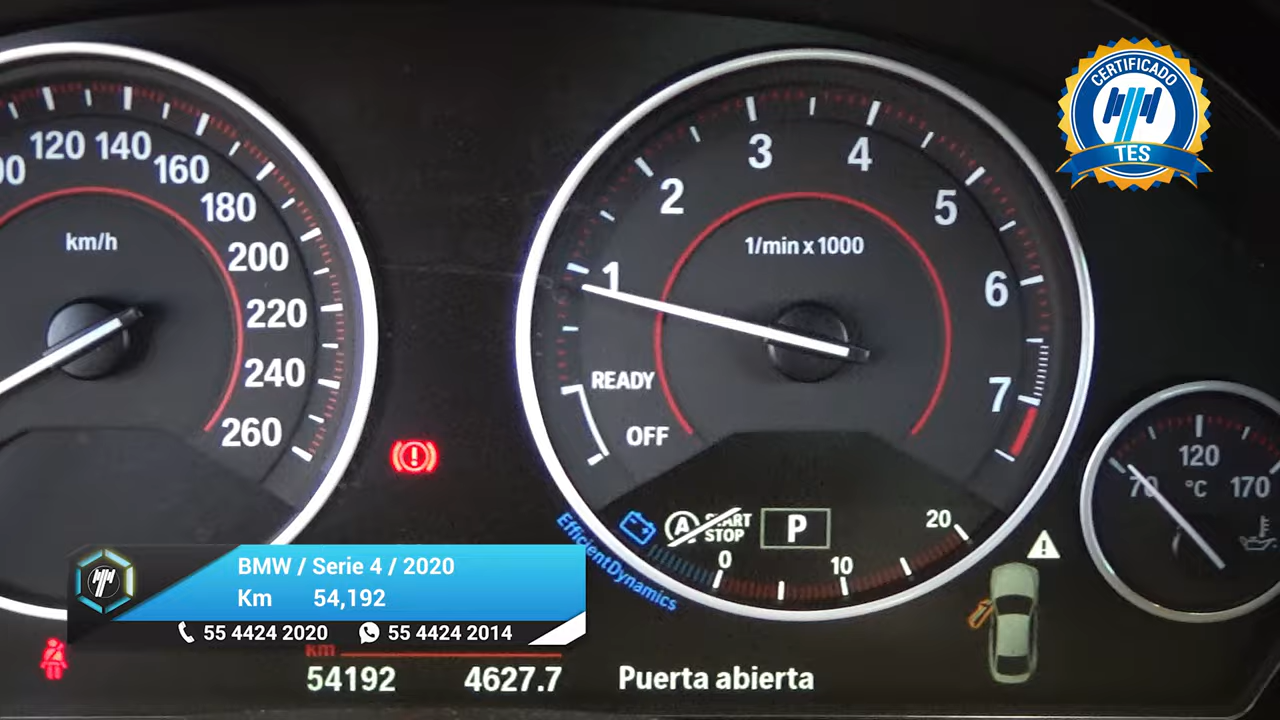 CERTIFICADO
TES
120
140
160
180
200
220
240
260
km/h
1
2
3
4
5
6
7
1/min x 1000
READY
OFF
A START
STOP
P
EfficientDynamics
0
10
20
70
120
170
°C
BMW / Serie 4 / 2020
Km 54,192
55 4424 2020 55 4424 2014
km
54192 4627.7 Puerta abierta